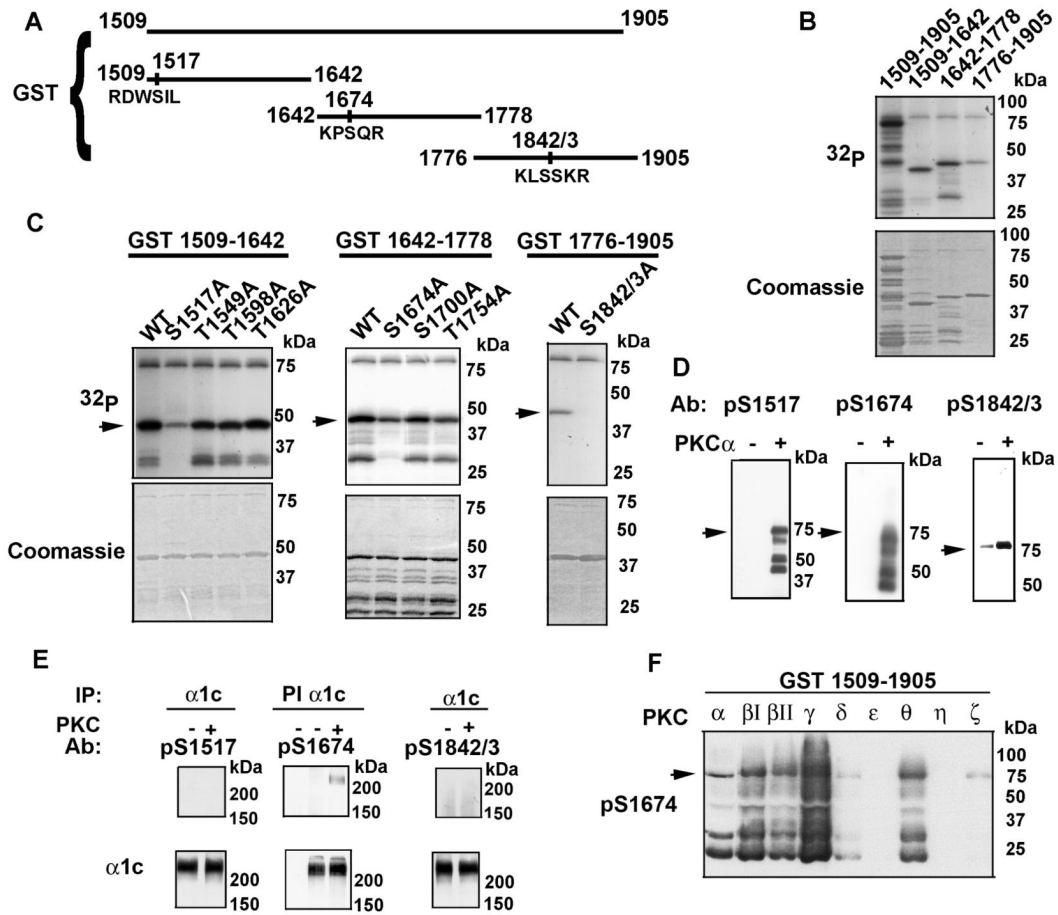 A
1509 1905
GST {
1509 1517 1642
RDWSIL
1642 1674 1778
KPSQR
1776 1842/3 1905
KLSSKR
B
1509-1905 1509-1642 1642-1778 1776-1905
kDa
32P
100
75
50
37
25
Coomassie
100
75
50
37
25
C
GST 1509-1642 GST 1642-1778 GST 1776-1905
WT S1517A T1549A T1598A T1626A kDa
WT S1674A S1700A T1754A kDa
WT S1842/3A kDa
32P
75 50 37
75 50 37 25
75 50 37 25
Coomassie
75 50 37
75 50 37 25
75 50 37 25
D
Ab: pS1517 pS1674 pS1842/3
PKCα - + - + - +
kDa kDa kDa
75 50 37
75 50
75 50
E
IP: α1c PI α1c α1c
PKC - + - - + - +
Ab: pS1517 pS1674 pS1842/3
kDa kDa kDa
200 200 200
150 150 150
α1c
200 200 200
150 150 150
F
GST 1509-1905
PKC α βI βII γ δ ε θ η ζ
kDa
pS1674
100
75
50
37
25